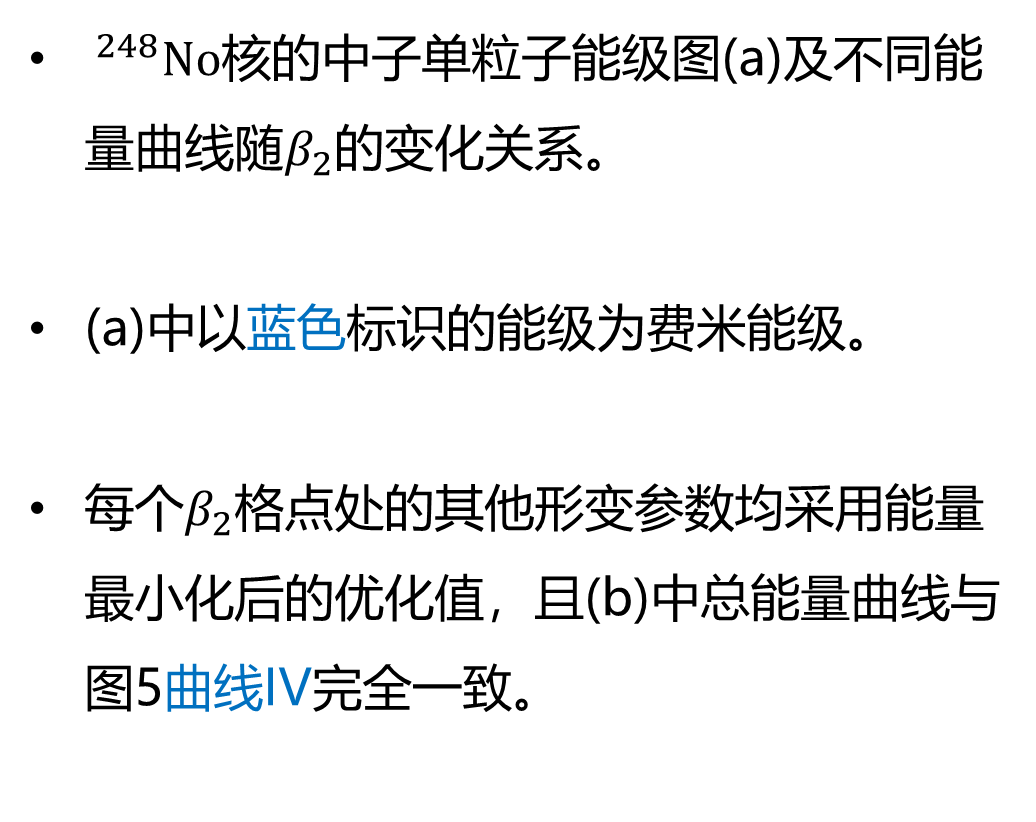 • ²⁴⁸No核的中子单粒子能级图(a)及不同能
量曲线随β₂的变化关系。
• (a)中以蓝色标识的能级为费米能级。
• 每个β₂格点处的其他形变参数均采用能量
最小化后的优化值，且(b)中总能量曲线与
图5曲线IV完全一致。